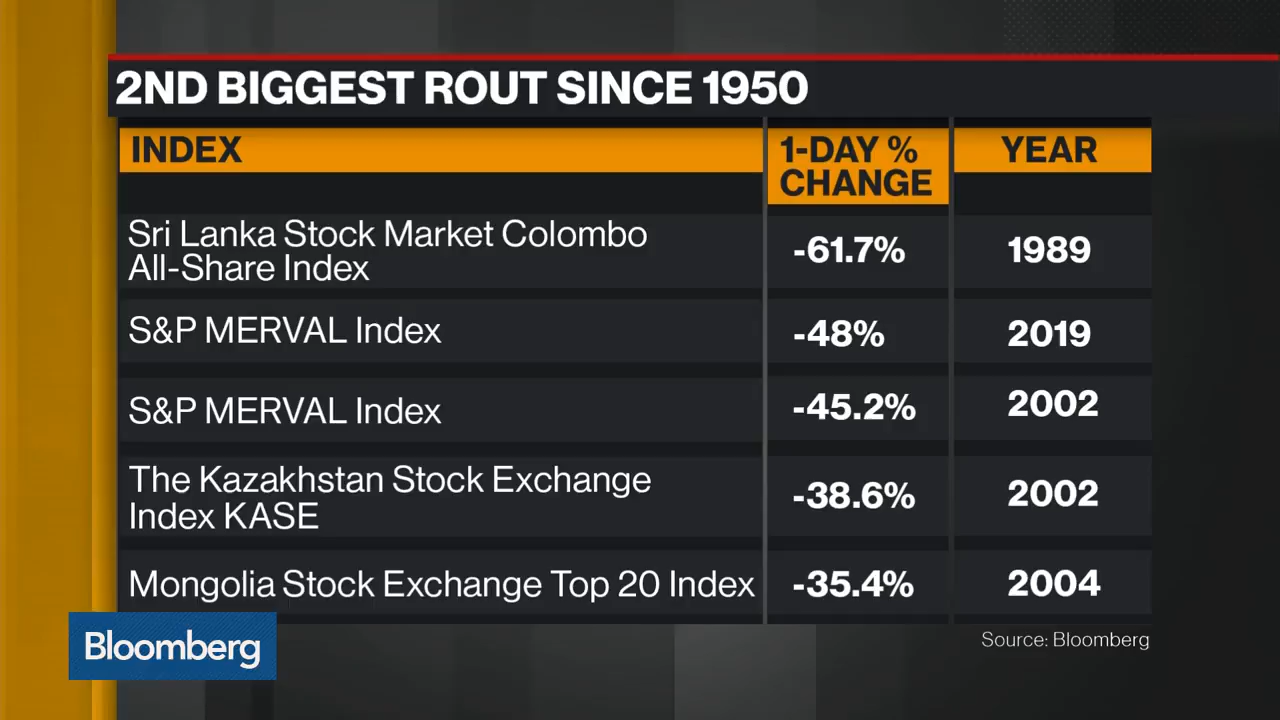 2ND BIGGEST ROUT SINCE 1950
INDEX
1-DAY %
CHANGE
YEAR
Sri Lanka Stock Market Colombo
All-Share Index
-61.7%
1989
S&P MERVAL Index
-48%
2019
S&P MERVAL Index
-45.2%
2002
The Kazakhstan Stock Exchange
Index KASE
-38.6%
2002
Mongolia Stock Exchange Top 20 Index
-35.4%
2004
Source: Bloomberg
Bloomberg